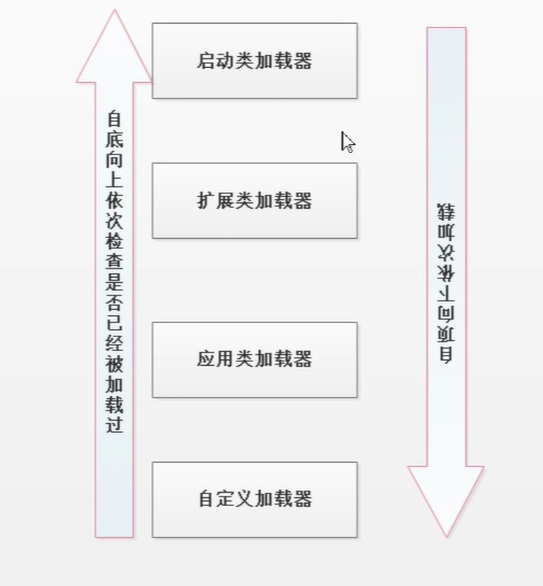 启动类加载器
扩展类加载器
应用类加载器
自定义加载器
自底向上依次检查是否已经被加载过
自顶向下依次加载